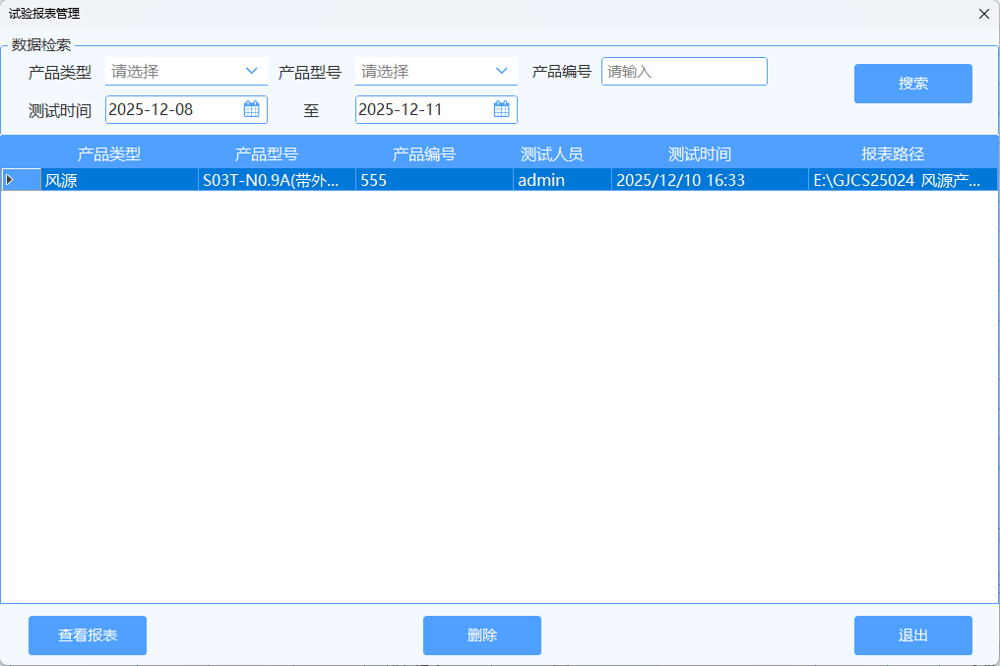 试验报表管理
数据检索
产品类型 请选择 产品型号 请选择 产品编号 请输入 搜索
测试时间 2025-12-08 至 2025-12-11
产品类型 产品型号 产品编号 测试人员 测试时间 报表路径
风源 S03T-N0.9A(带外... 555 admin 2025/12/10 16:33 E:\GJCS25024 风源产...
查看报表 删除 退出